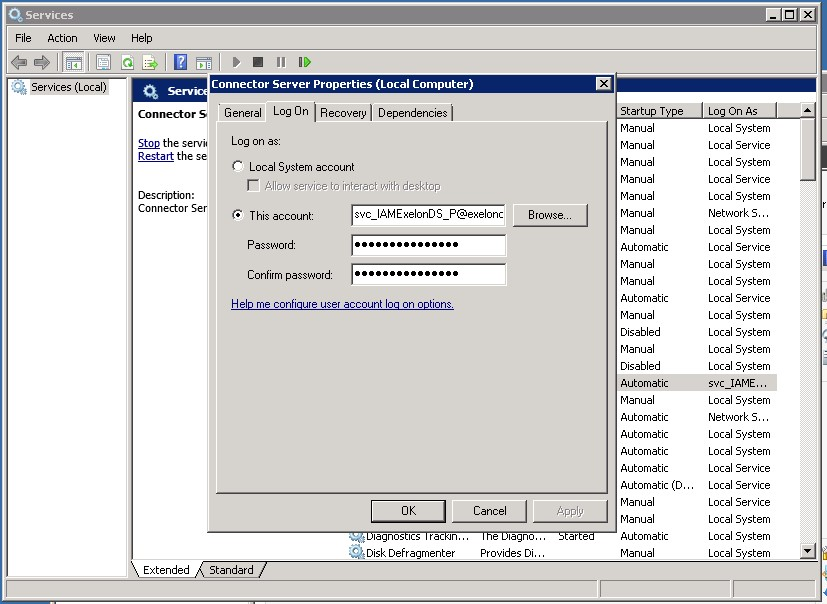 Services
File Action View Help
Services (Local)
Service
Connector Server Properties (Local Computer)
General Log On Recovery Dependencies
Connector S
Stop the servi
Restart the se
Description:
Connector Ser
Log on as:
Local System account
Allow service to interact with desktop
This account: svc_IAMExelonDS_P@exelonc Browse...
Password: ●●●●●●●●●●●●●●●
Confirm password: ●●●●●●●●●●●●●●●
Help me configure user account log on options.
OK Cancel Apply
Startup Type Log On As
Manual Local System
Manual Local Service
Manual Local System
Manual Local Service
Manual Local System
Manual Network S...
Manual Local System
Automatic Local Service
Manual Local System
Manual Local System
Automatic Local Service
Manual Local System
Disabled Local System
Manual Local System
Disabled Local System
Automatic svc_IAME...
Manual Local System
Automatic Network S...
Automatic Local System
Automatic Local System
Automatic Local Service
Automatic (D... Local Service
Manual Local Service
Manual Local System
Diagnostics Trackin... The Diagno... Started Automatic Local System
Disk Defragmenter Provides Di... Manual Local System
Extended Standard